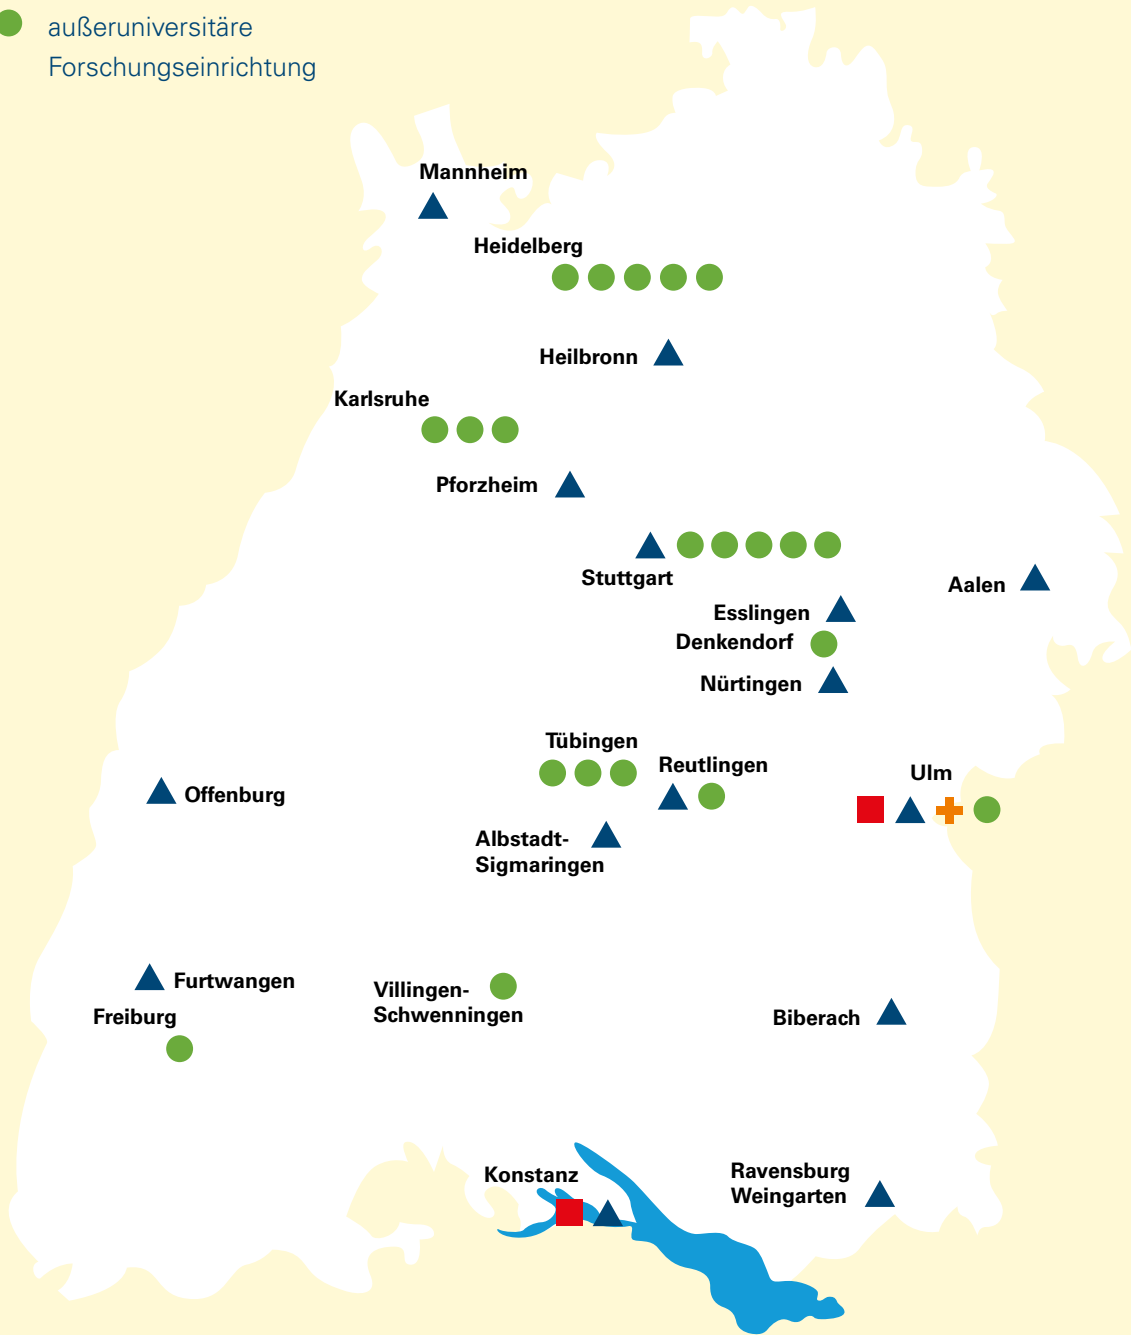 außeruniversitäre
Forschungseinrichtung
Mannheim
Heidelberg
Heilbronn
Karlsruhe
Pforzheim
Stuttgart
Aalen
Esslingen
Denkendorf
Nürtingen
Tübingen
Reutlingen
Ulm
Offenburg
Albstadt-
Sigmaringen
Furtwangen
Villingen-
Schwenningen
Freiburg
Biberach
Konstanz
Ravensburg
Weingarten